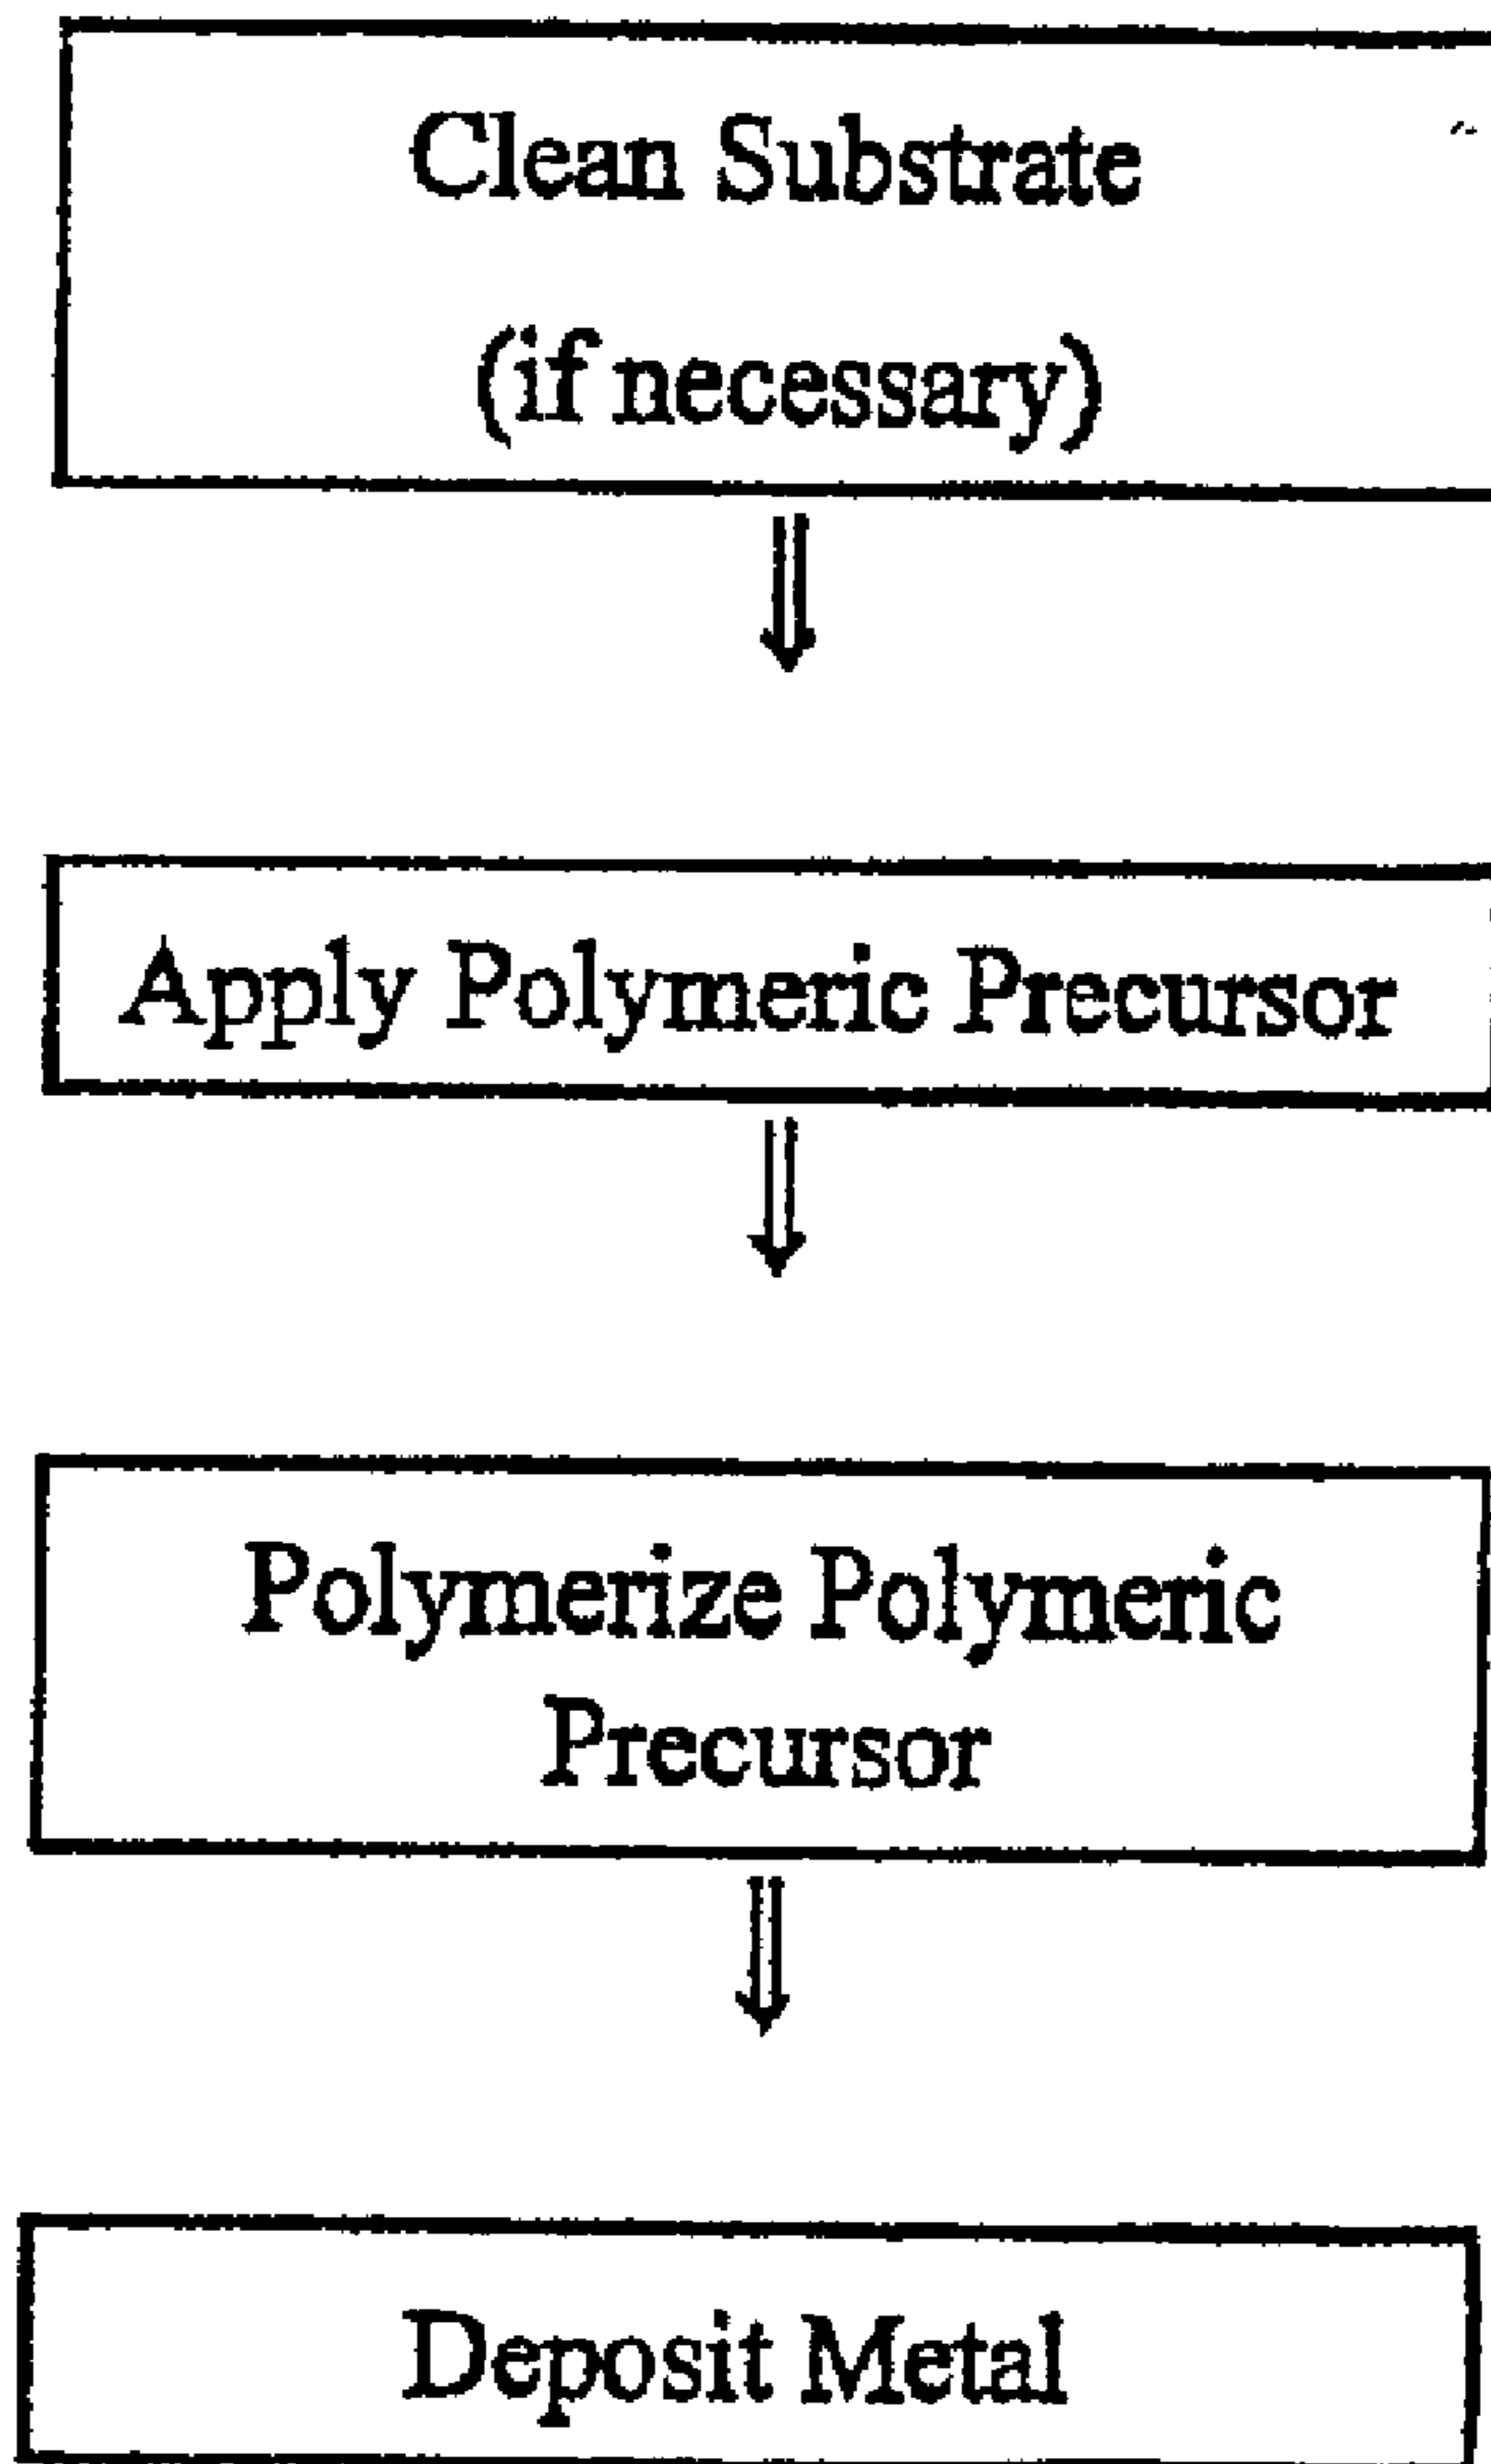 Clean Substrate
(if necessary)
Apply Polymeric Precursor
Polymerize Polymeric
Precursor
Deposit Metal